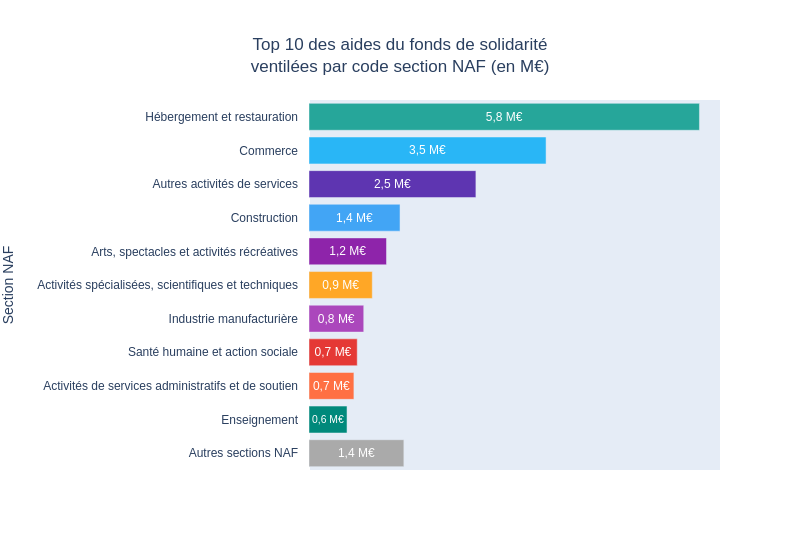 Top 10 des aides du fonds de solidarité
ventilées par code section NAF (en M€)
Section NAF
Hébergement et restauration 5,8 M€
Commerce 3,5 M€
Autres activités de services 2,5 M€
Construction 1,4 M€
Arts, spectacles et activités récréatives 1,2 M€
Activités spécialisées, scientifiques et techniques 0,9 M€
Industrie manufacturière 0,8 M€
Santé humaine et action sociale 0,7 M€
Activités de services administratifs et de soutien 0,7 M€
Enseignement 0,6 M€
Autres sections NAF 1,4 M€